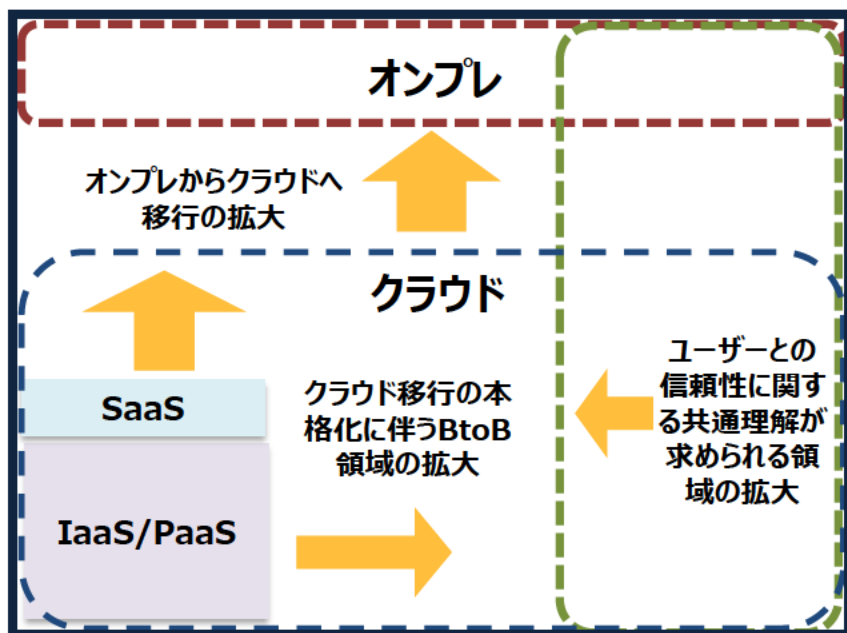 オンプレ
オンプレからクラウドへ
移行の拡大
クラウド
SaaS
IaaS/PaaS
クラウド移行の本
格化に伴うBtoB
領域の拡大
ユーザーとの
信頼性に関す
る共通理解が
求められる領
域の拡大